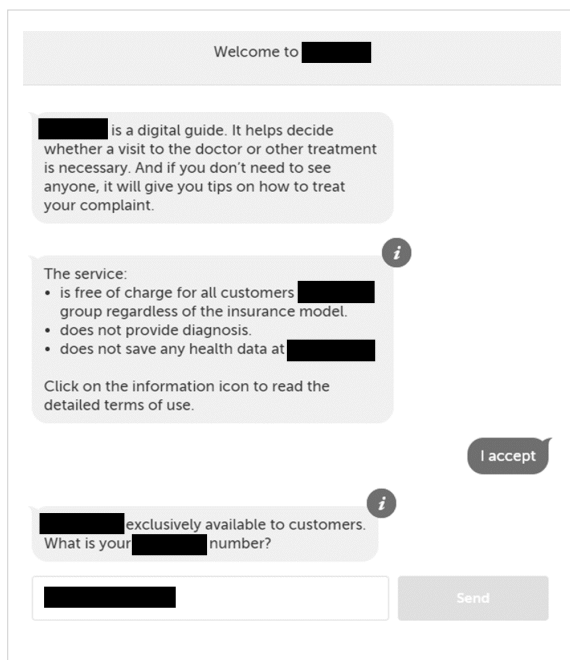 Welcome to
is a digital guide. It helps decide
whether a visit to the doctor or other treatment
is necessary. And if you don’t need to see
anyone, it will give you tips on how to treat
your complaint.
i
The service:
• is free of charge for all customers
group regardless of the insurance model.
• does not provide diagnosis.
• does not save any health data at
Click on the information icon to read the
detailed terms of use.
I accept
i
exclusively available to customers.
What is your number?
Send